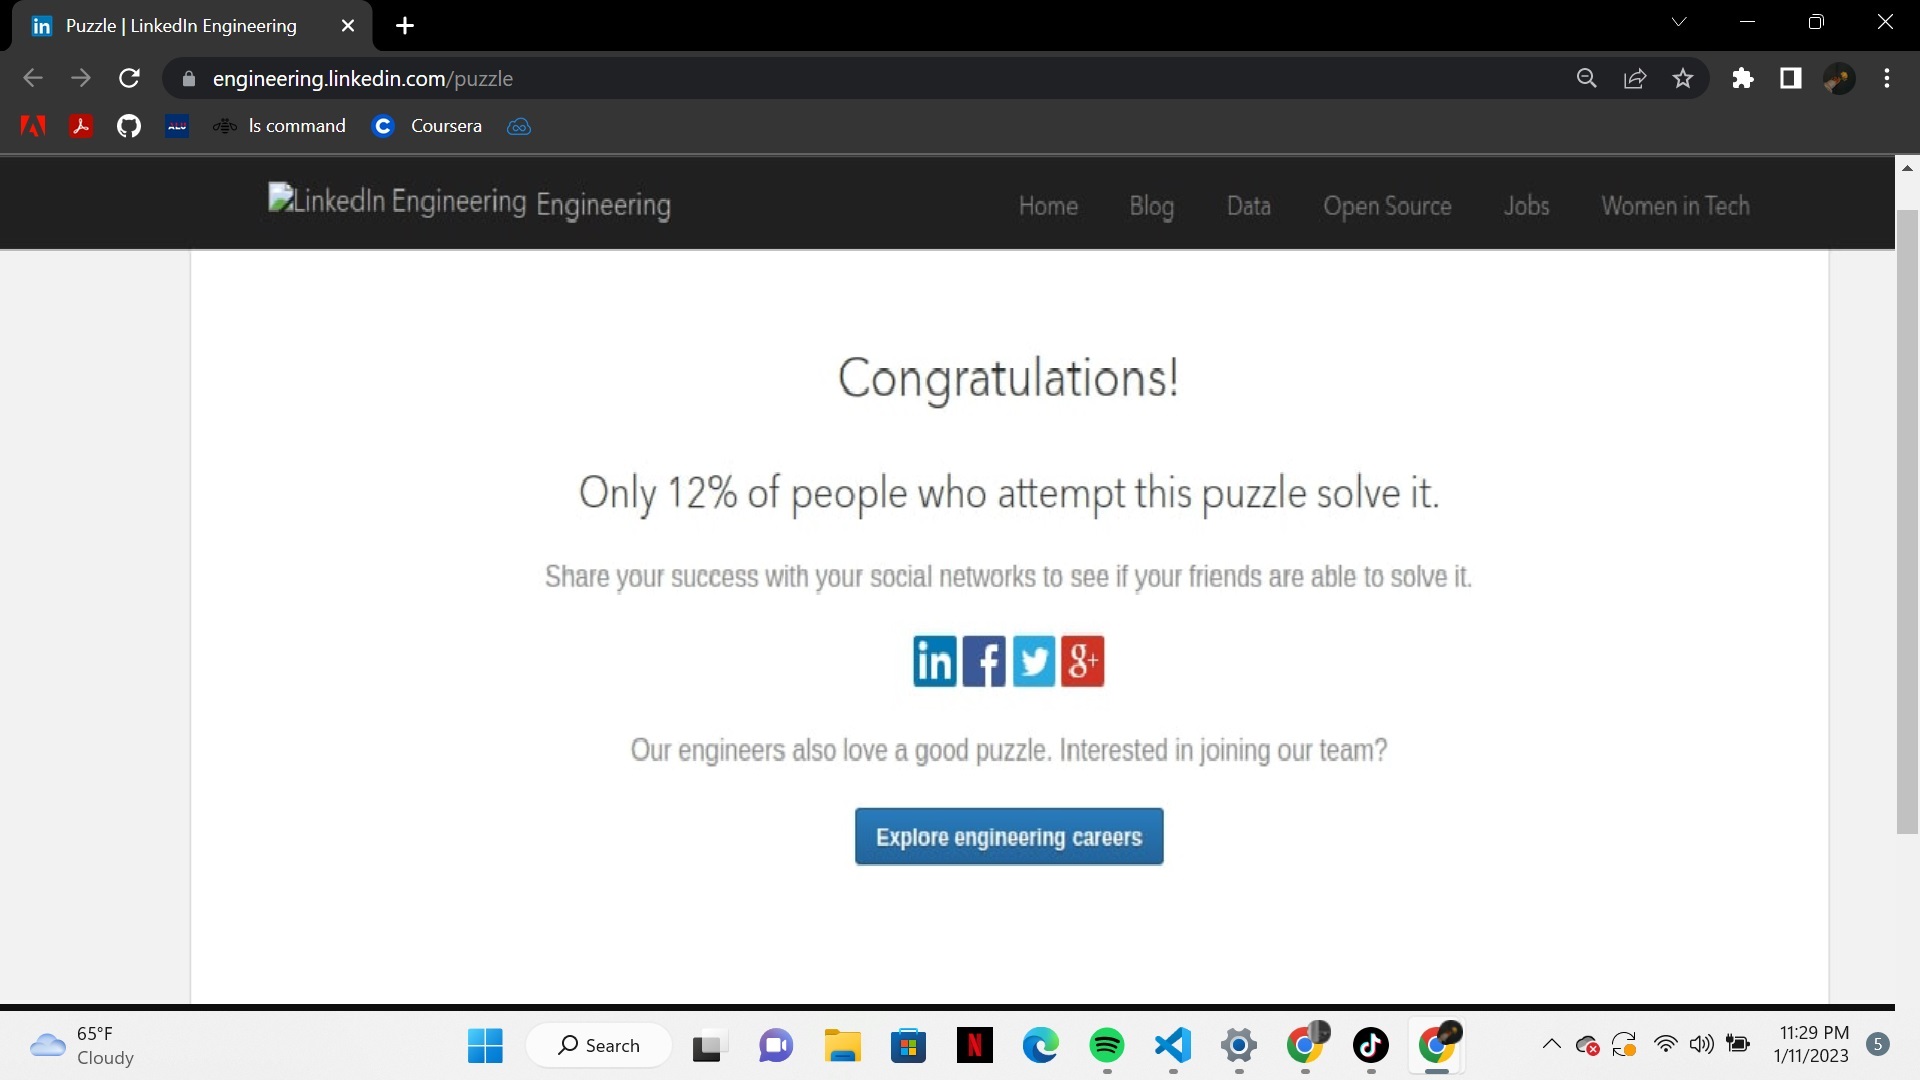 Puzzle | LinkedIn Engineering
engineering.linkedin.com/puzzle
ALU
ls command
Coursera
LinkedIn Engineering Engineering
Home Blog Data Open Source Jobs Women in Tech
Congratulations!
Only 12% of people who attempt this puzzle solve it.
Share your success with your social networks to see if your friends are able to solve it.
in f g+
Our engineers also love a good puzzle. Interested in joining our team?
Explore engineering careers
65°F
Cloudy
Search
11:29 PM
1/11/2023
5